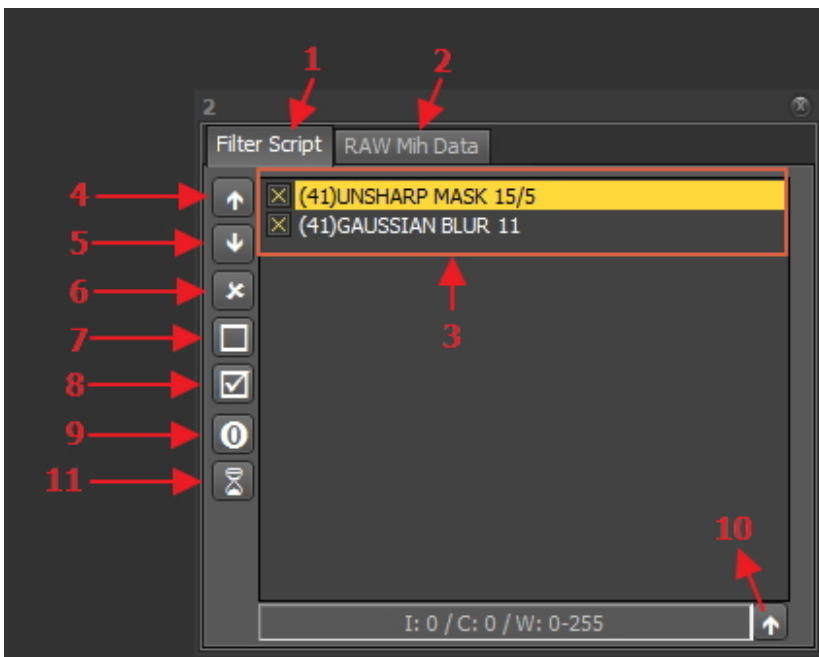 1
2
2
Filter Script
RAW Mih Data
4
(41)UNSHARP MASK 15/5
5
(41)GAUSSIAN BLUR 11
6
3
7
8
9
11
10
I: 0 / C: 0 / W: 0-255